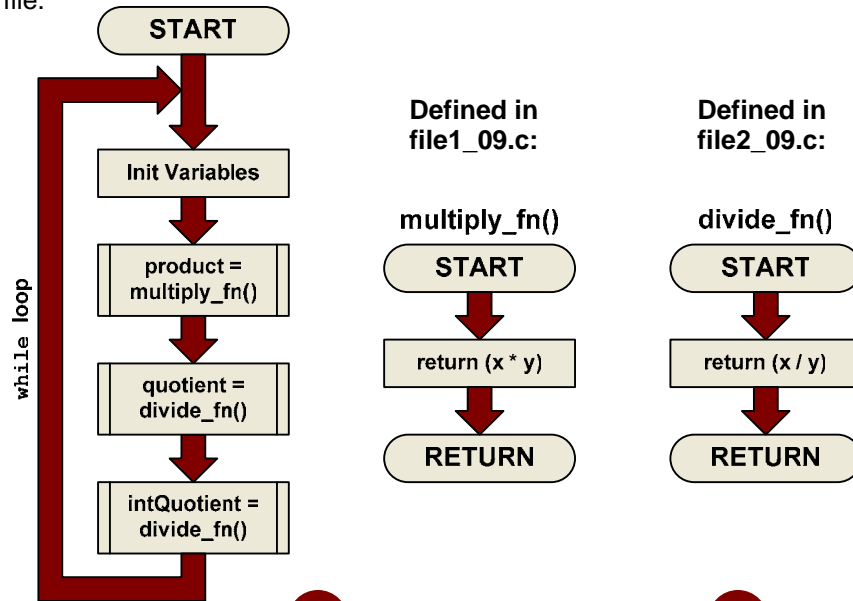 file.
START
Init Variables
product =
multiply_fn()
quotient =
divide_fn()
intQuotient =
divide_fn()
while loop
Defined in
file1_09.c:
multiply_fn()
START
return (x * y)
RETURN
Defined in
file2_09.c:
divide_fn()
START
return (x / y)
RETURN